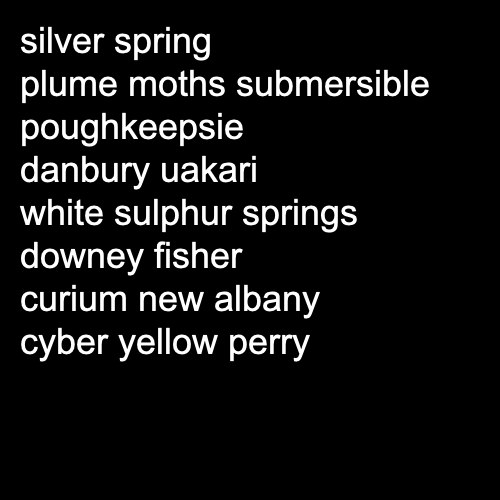 silver spring
plume moths submersible
poughkeepsie
danbury uakari
white sulphur springs
downey fisher
curium new albany
cyber yellow perry